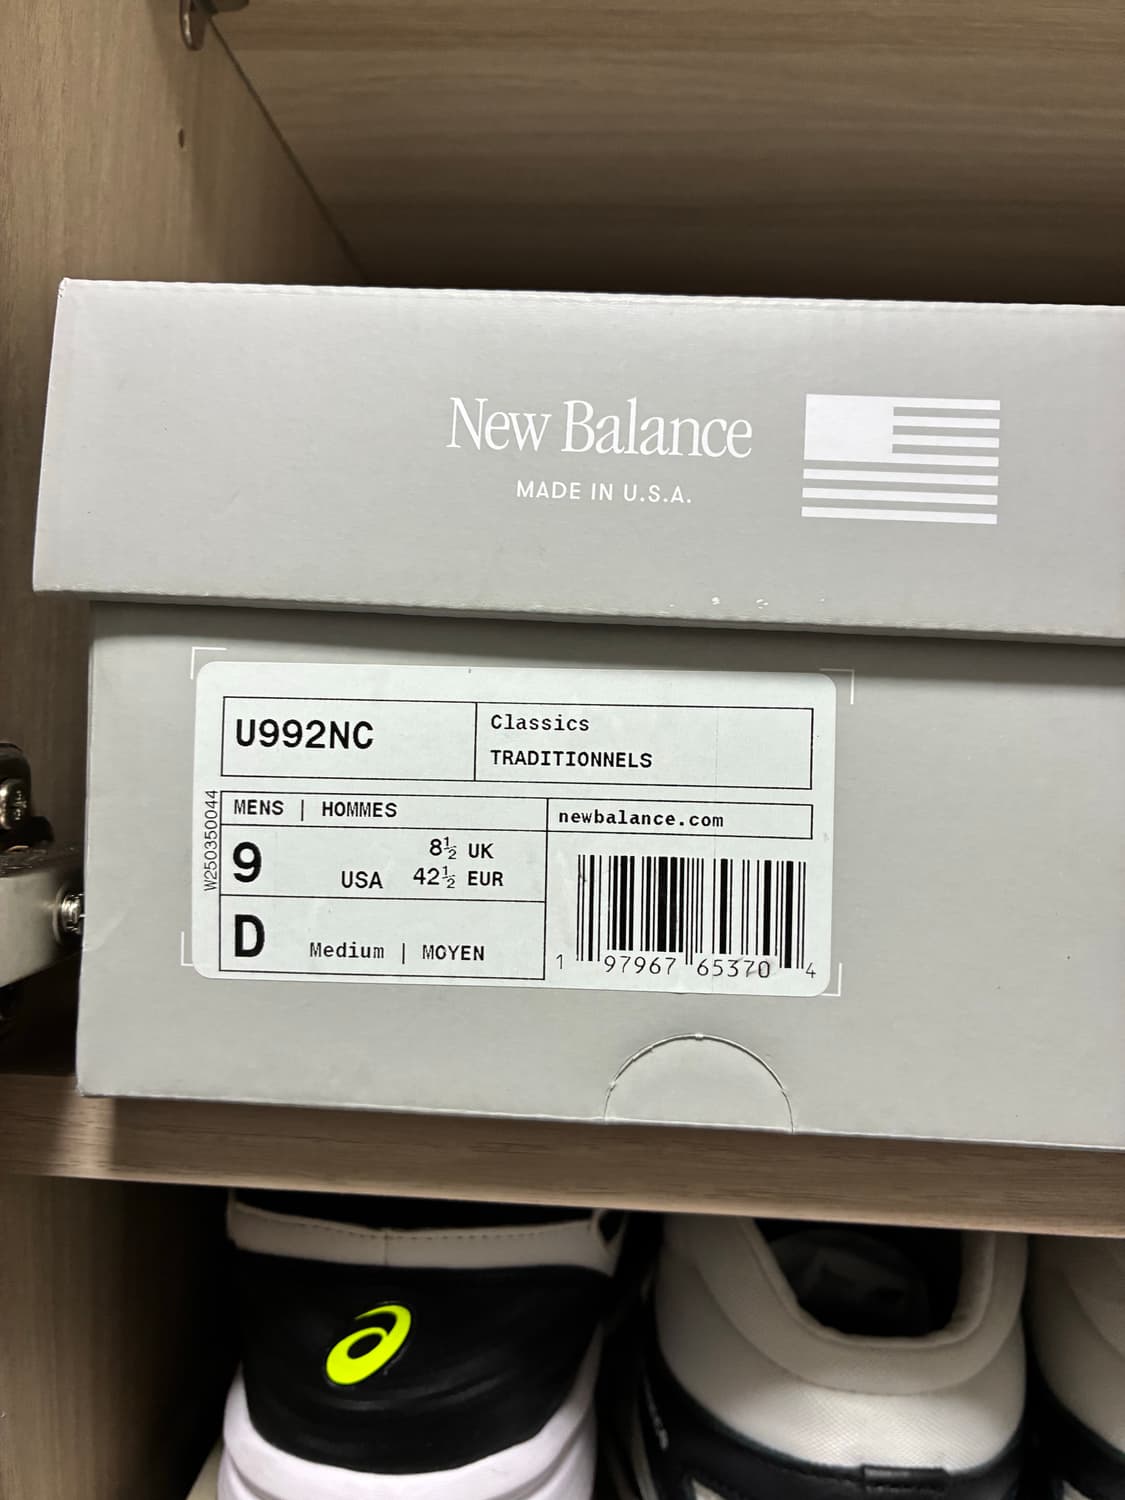 New Balance
MADE IN U.S.A.
U992NC
Classics
TRADITIONNELS
W250350044
MENS | HOMMES
newbalance.com
9 USA 8½ UK
42½ EUR
D Medium | MOYEN
1 97967 65370 4